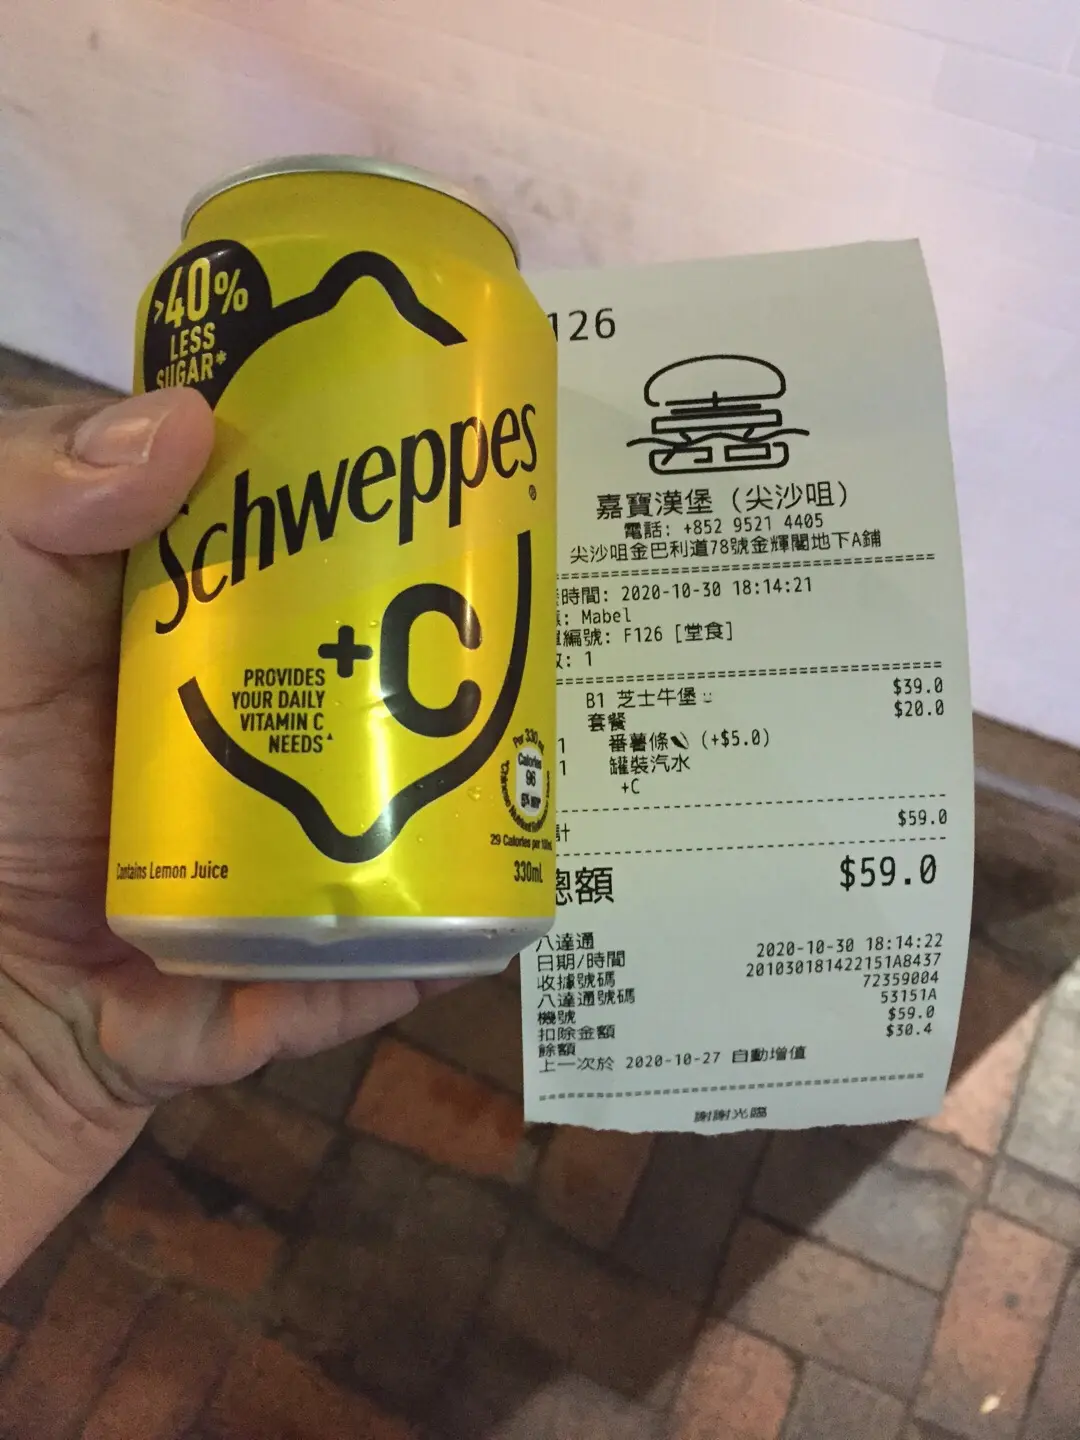 >40%
LESS
SUGAR*
Schweppes
+C
PROVIDES
YOUR DAILY
VITAMIN C
NEEDS▲
Per 330mL
Calories
96
29 Calories per 100mL
Contains Lemon Juice
330mL
126
嘉
嘉寶漢堡 (尖沙咀)
電話: +852 9521 4405
尖沙咀金巴利道78號金輝閣地下A鋪
時間: 2020-10-30 18:14:21
: Mabel
編號: F126 [堂食]
: 1
B1 芝士牛堡 $39.0
套餐 $20.0
1 番薯條 (+$5.0)
1 罐裝汽水
+C
計 $59.0
總額 $59.0
八達通
日期/時間 2020-10-30 18:14:22
收據號碼 201030181422151A8437
八達通號碼 72359004
機號 53151A
扣除金額 $59.0
餘額 $30.4
上一次於 2020-10-27 自動增值
謝謝光臨